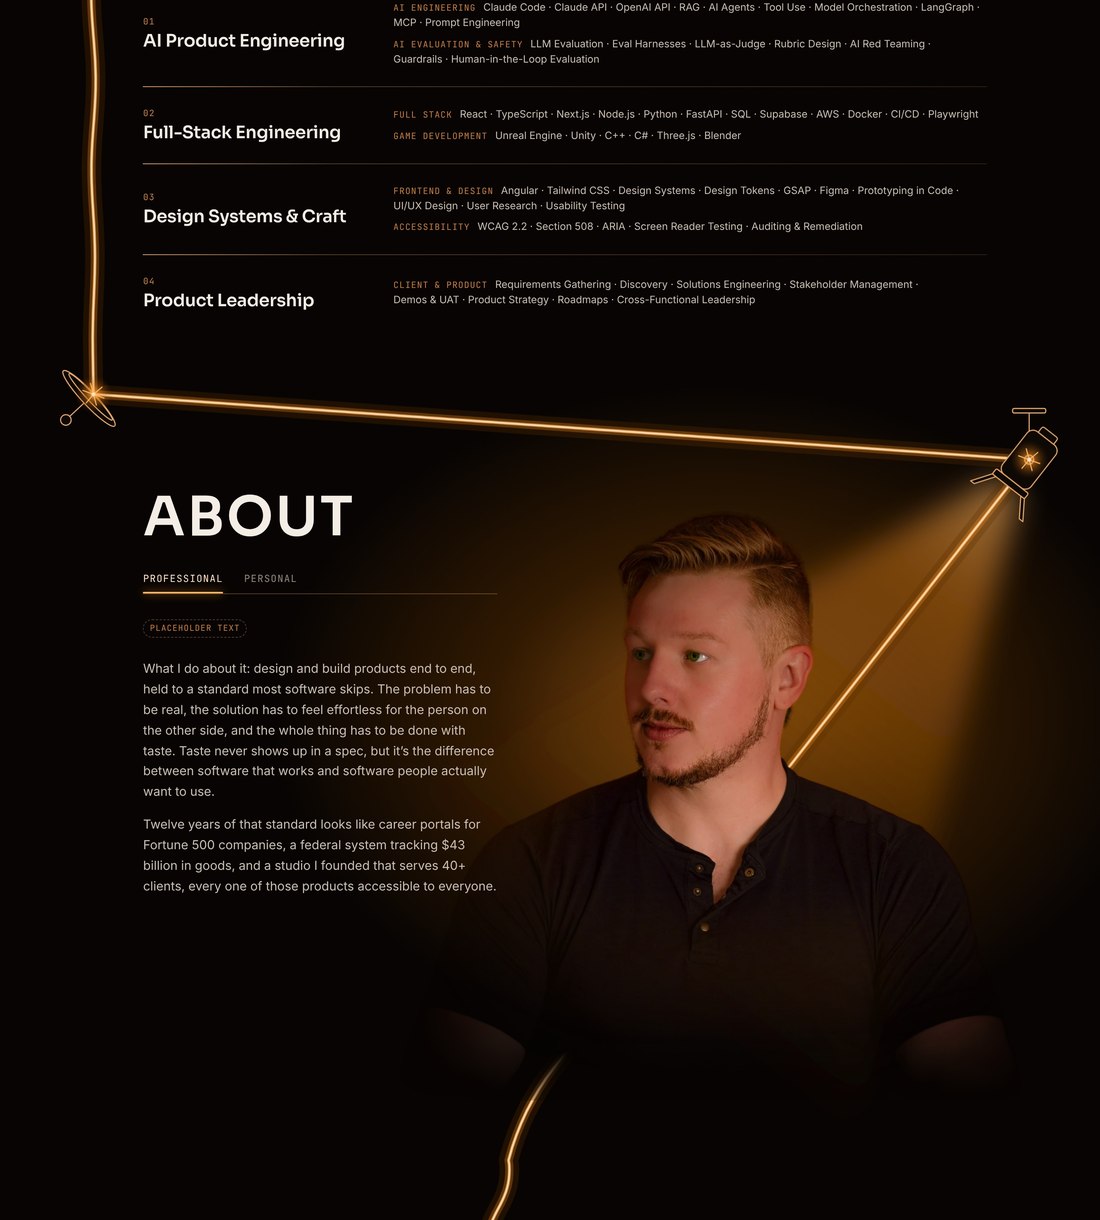 AI ENGINEERING Claude Code · Claude API · OpenAI API · RAG · AI Agents · Tool Use · Model Orchestration · LangGraph ·
MCP · Prompt Engineering
01
AI Product Engineering
AI EVALUATION & SAFETY LLM Evaluation · Eval Harnesses · LLM-as-Judge · Rubric Design · AI Red Teaming ·
Guardrails · Human-in-the-Loop Evaluation
02
Full-Stack Engineering
FULL STACK React · TypeScript · Next.js · Node.js · Python · FastAPI · SQL · Supabase · AWS · Docker · CI/CD · Playwright
GAME DEVELOPMENT Unreal Engine · Unity · C++ · C# · Three.js · Blender
03
Design Systems & Craft
FRONTEND & DESIGN Angular · Tailwind CSS · Design Systems · Design Tokens · GSAP · Figma · Prototyping in Code ·
UI/UX Design · User Research · Usability Testing
ACCESSIBILITY WCAG 2.2 · Section 508 · ARIA · Screen Reader Testing · Auditing & Remediation
04
Product Leadership
CLIENT & PRODUCT Requirements Gathering · Discovery · Solutions Engineering · Stakeholder Management ·
Demos & UAT · Product Strategy · Roadmaps · Cross-Functional Leadership
ABOUT
PROFESSIONAL PERSONAL
PLACEHOLDER TEXT
What I do about it: design and build products end to end,
held to a standard most software skips. The problem has to
be real, the solution has to feel effortless for the person on
the other side, and the whole thing has to be done with
taste. Taste never shows up in a spec, but it’s the difference
between software that works and software people actually
want to use.
Twelve years of that standard looks like career portals for
Fortune 500 companies, a federal system tracking $43
billion in goods, and a studio I founded that serves 40+
clients, every one of those products accessible to everyone.